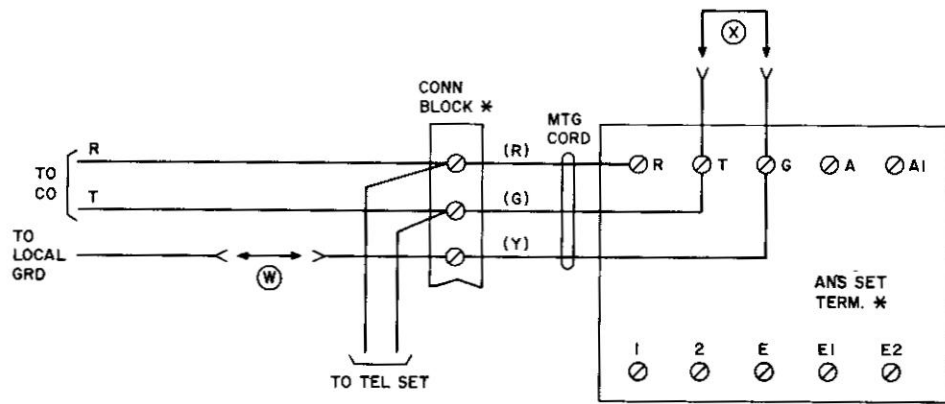 X
CONN
BLOCK *
MTG
CORD
R
(R)
R
T
G
A
A1
TO
CO
T
(G)
TO
LOCAL
GRD
(Y)
W
ANS SET
TERM. *
1
2
E
E1
E2
TO TEL SET